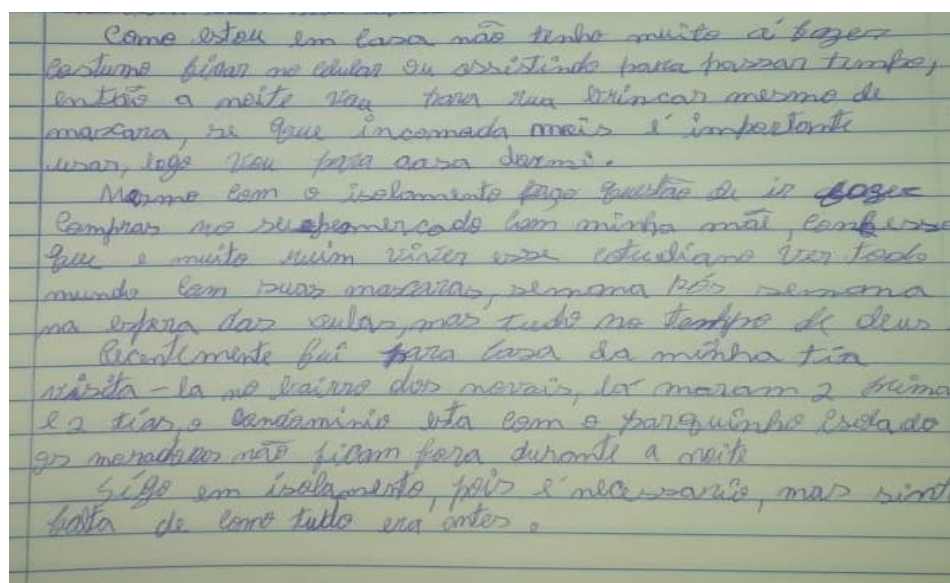 Como estou em casa não tenho muito á fazer
Costumo ficar no celular ou assistindo para passar tempo,
então a noite vou para rua brincar mesmo de
mascara, se que incomoda mais é importante
usar, logo vou para casa dormi.
Mesmo com o isolamento faço questão de ir fazer
Compras no supermercado com minha mãe, confesso
que e muito ruim viver esse cotudiano ver todo
mundo com suas mascaras, semana pós semana
na espera das aulas, mas tudo no tempo de deus
Recentemente fui para casa da minha tia
visita-la no bairro dos novais, lá moram 2 primo
e 2 tias, o condominio esta com o parquinho isolado
os moradores não ficam fora durante a noite
Sigo em isolamento, pois é necessario, mas sint
falta de como tudo era antes.